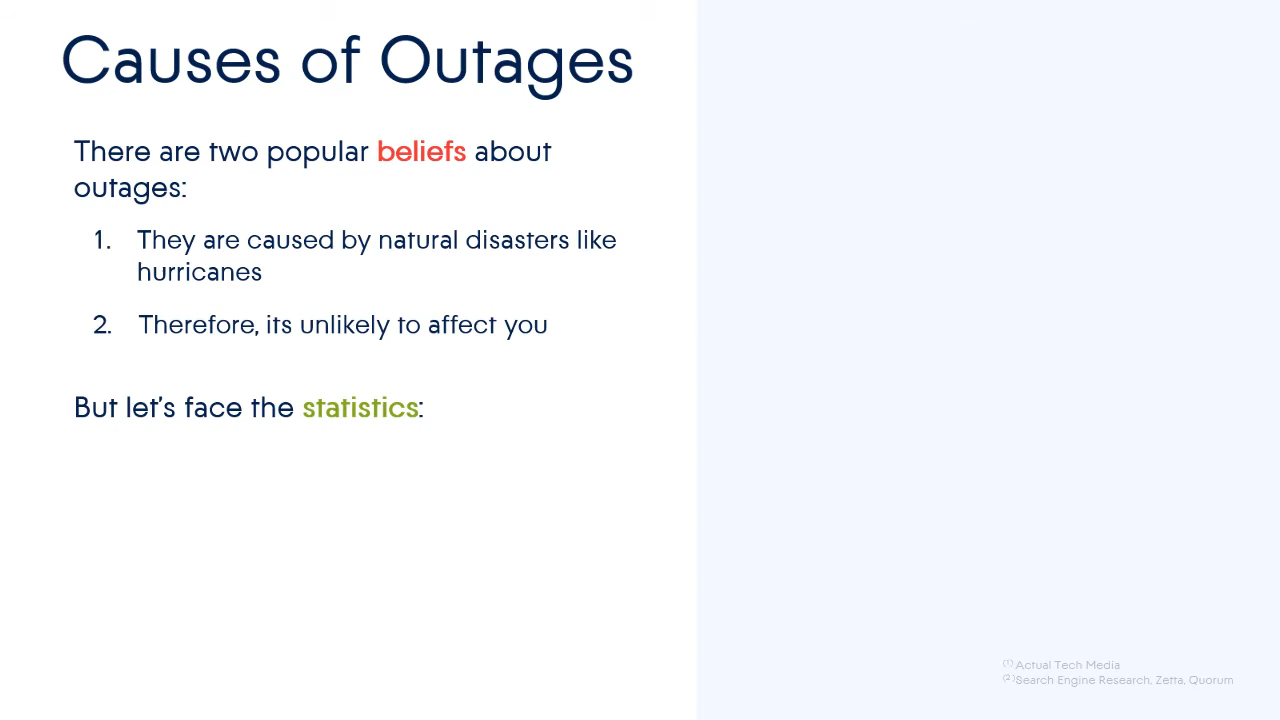 Causes of Outages
There are two popular beliefs about
outages:
1. They are caused by natural disasters like
hurricanes
2. Therefore, its unlikely to affect you
But let's face the statistics:
(1) Actual Tech Media
(2) Search Engine Research, Zetta, Quorum